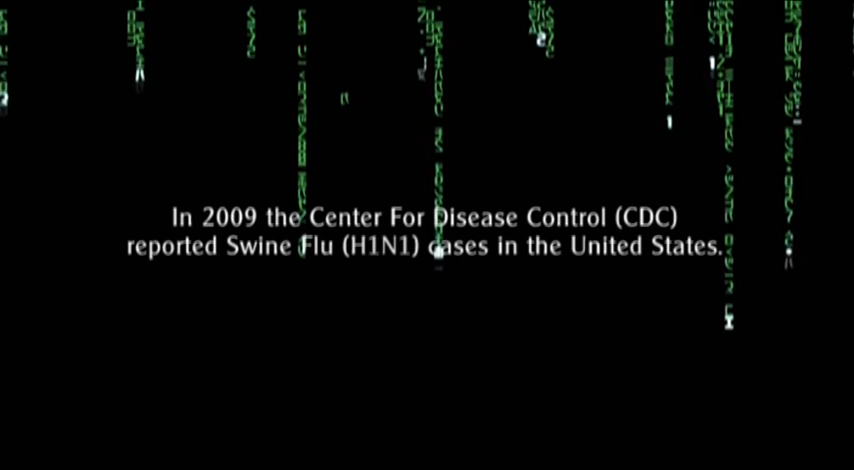 In 2009 the Center For Disease Control (CDC)
reported Swine Flu (H1N1) cases in the United States.